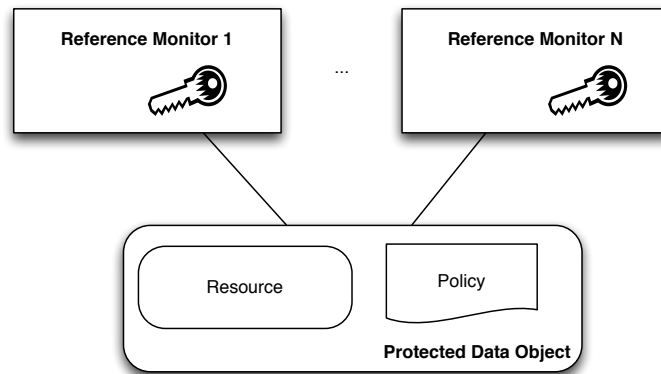 Reference Monitor 1
...
Reference Monitor N
Resource
Policy
Protected Data Object